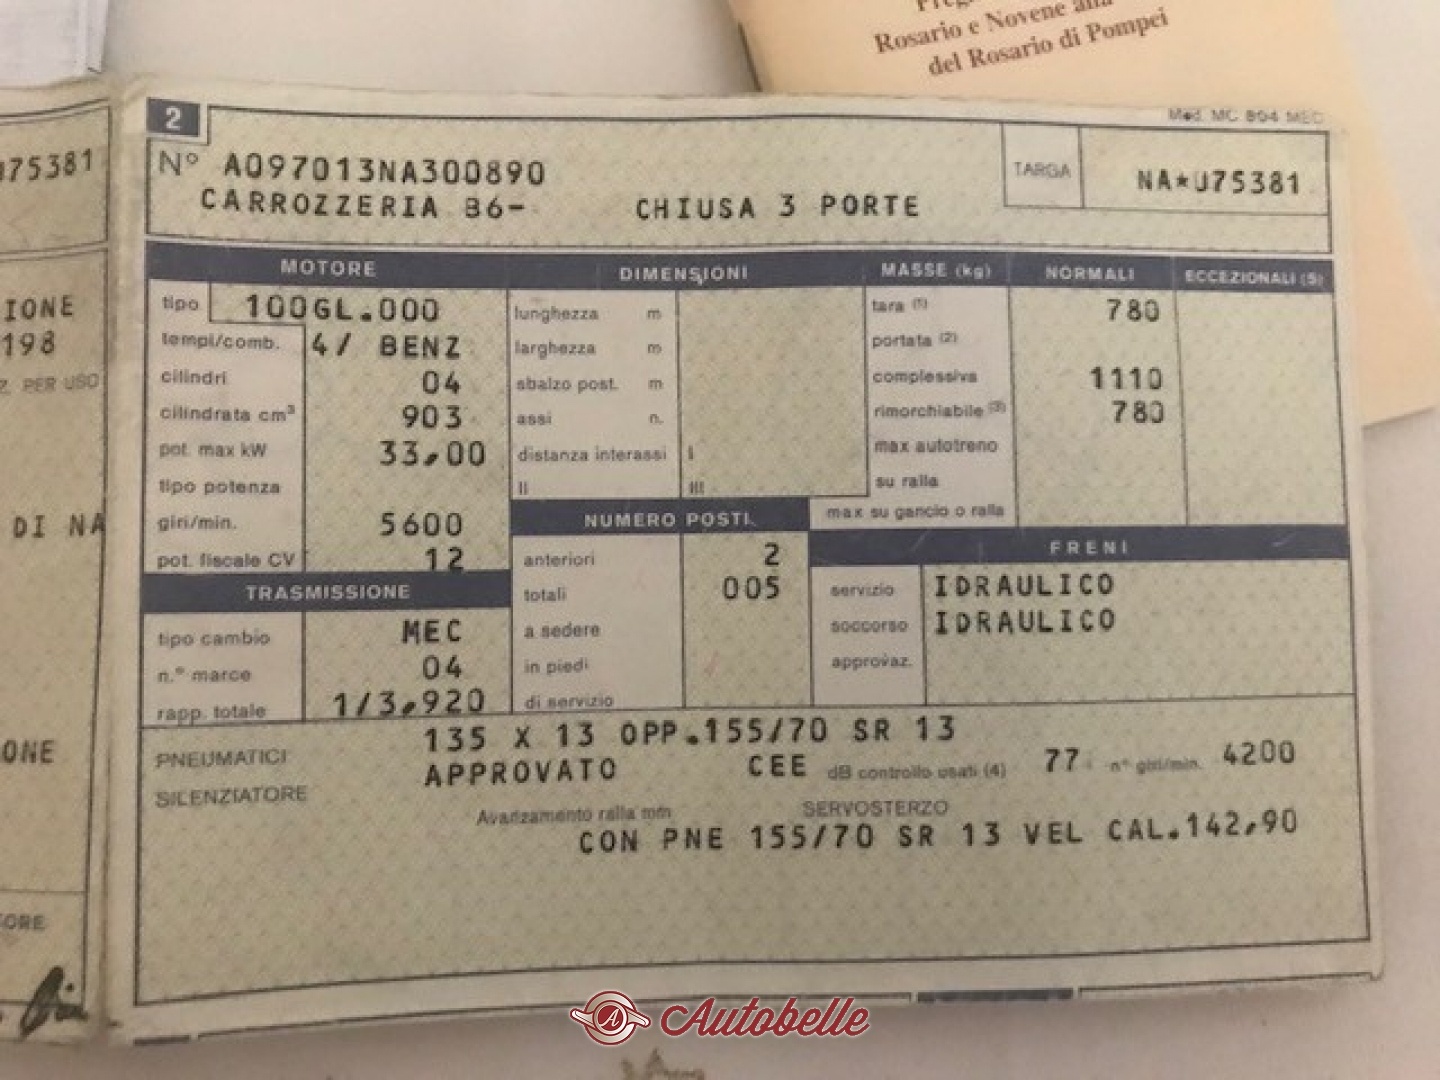 Rosario e Novene alla
del Rosario di Pompei
Mod. MC 804 MEC
2
N° A097013NA300890
CARROZZERIA B6- CHIUSA 3 PORTE
TARGA NA*U75381
U75381
IONE
198
Z. PER USO
DI NA
ONE
MOTORE
tipo 100GL.000
tempi/comb. 4/ BENZ
cilindri 04
cilindrata cm³ 903
pot. max kW 33,00
tipo potenza
giri/min. 5600
pot. fiscale CV 12
TRASMISSIONE
tipo cambio MEC
n.° marce 04
rapp. totale 1/3,920
DIMENSIONI
lunghezza m
larghezza m
sbalzo post. m
assi n.
distanza interassi I
II III
NUMERO POSTI
anteriori 2
totali 005
a sedere
in piedi
di servizio
MASSE (kg) NORMALI ECCEZIONALI (5)
tara (1) 780
portata (2)
complessiva 1110
rimorchiabile (3) 780
max autotreno
su ralla
max su gancio o ralla
FRENI
servizio IDRAULICO
soccorso IDRAULICO
approvaz.
PNEUMATICI 135 X 13 OPP.155/70 SR 13
SILENZIATORE APPROVATO CEE dB controllo usati (4) 77 n° giri/min. 4200
Avanzamento ralla mm SERVOSTERZO
CON PNE 155/70 SR 13 VEL CAL.142,90
A Autobelle